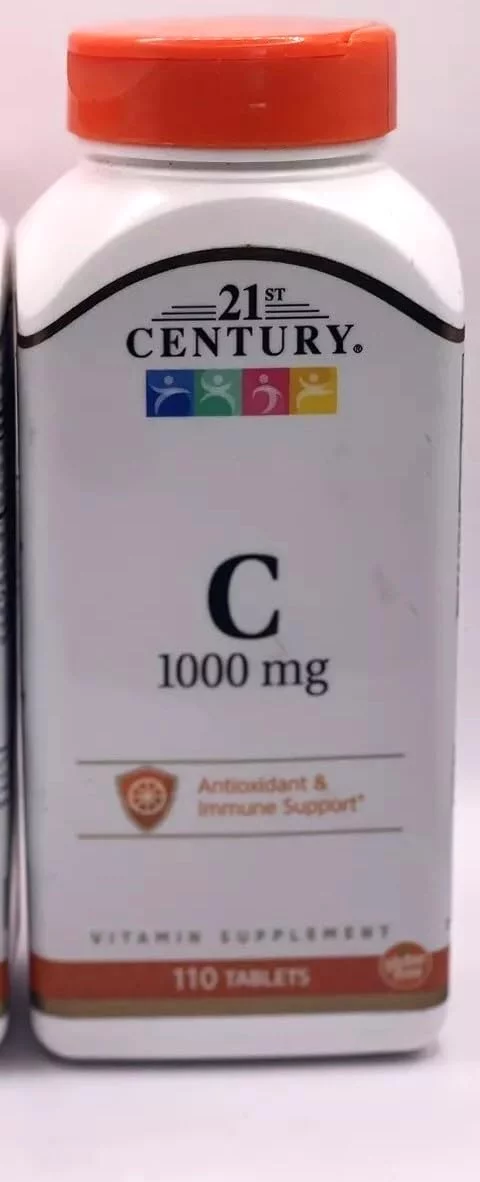 21ST
CENTURY®
C
1000 mg
Antioxidant &
Immune Support*
VITAMIN SUPPLEMENT
110 TABLETS